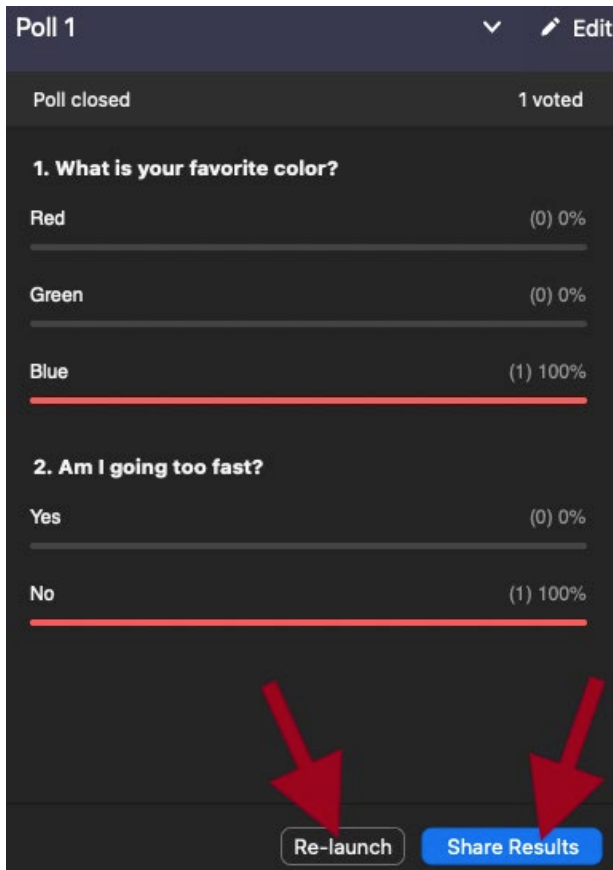 Poll 1 Edit
Poll closed 1 voted
1. What is your favorite color?
Red (0) 0%
Green (0) 0%
Blue (1) 100%
2. Am I going too fast?
Yes (0) 0%
No (1) 100%
Re-launch Share Results